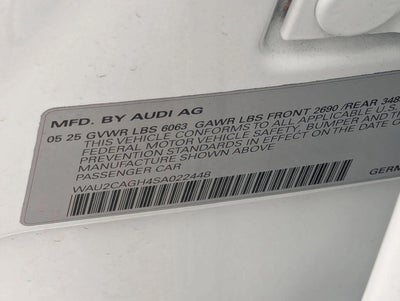 MFD. BY AUDI AG
05 25 GVWR LBS 6063 GAWR LBS FRONT 2690 /REAR 348
THIS VEHICLE CONFORMS TO ALL APPLICABLE U.S.
FEDERAL MOTOR VEHICLE SAFETY, BUMPER AND
PREVENTION STANDARDS IN EFFECT ON THE DATE OF
MANUFACTURE SHOWN ABOVE
PASSENGER CAR
WAU2CAGH4SA022448
GERM